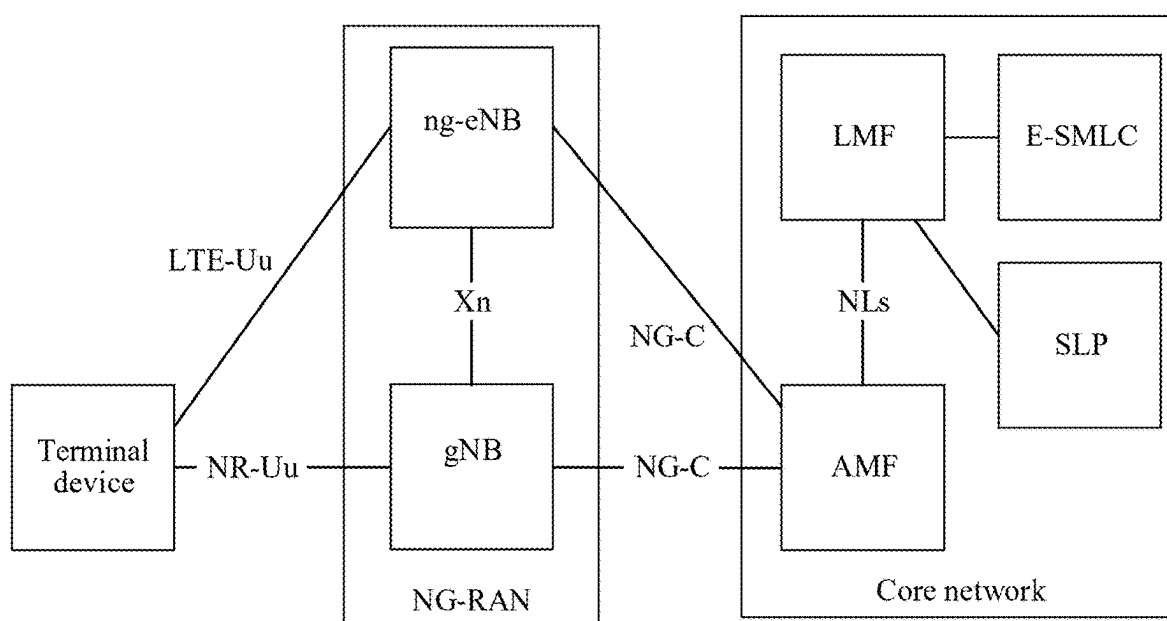 ng-eNB
LMF
E-SMLC
LTE-Uu
Xn
NLs
NG-C
SLP
Terminal
device
NR-Uu
gNB
NG-C
AMF
NG-RAN
Core network